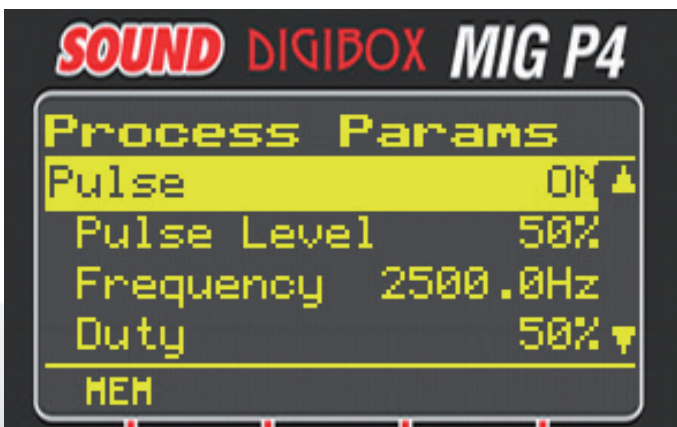 SOUND DIGIBOX MIG P4
Process Params
Pulse ON
Pulse Level 50%
Frequency 2500.0Hz
Duty 50%
MEM